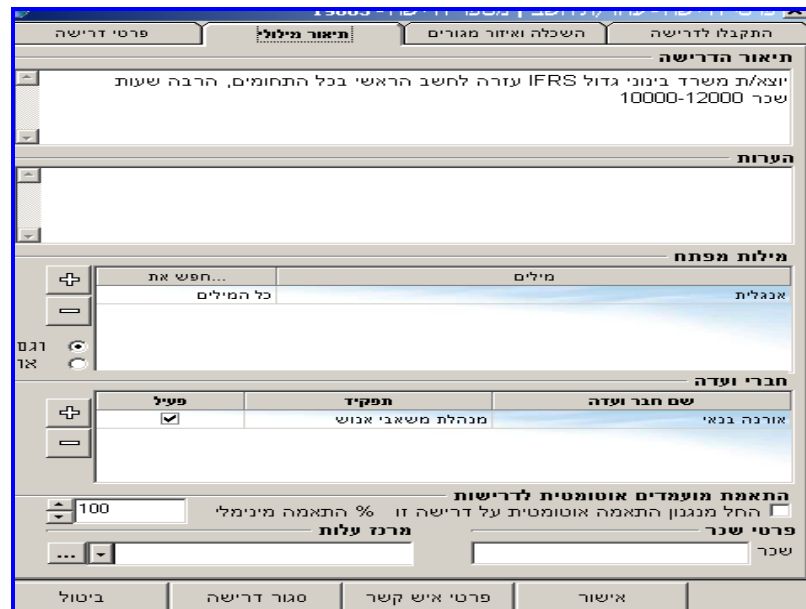 התקבלו לדרישה
השכלה ואיזור מגורים
תיאור מילולי
פרטי דרישה
תיאור הדרישה
יוצא/ת משרד בינוני גדול IFRS עזרה לחשב הראשי בכל התחומים, הרבה שעות
שכר 10000-12000
הערות
מילות מפתח
מילים
חפש את...
אנגלית
כל המילים
וגם
או
חברי ועדה
שם חבר ועדה
תפקיד
פעיל
אורנה בנאי
מנהלת משאבי אנוש
התאמת מועמדים אוטומטית לדרישות
החל מנגנון התאמה אוטומטית על דרישה זו
% התאמה מינימלי
100
פרטי שכר
מרכז עלות
שכר
...
אישור
פרטי איש קשר
סגור דרישה
ביטול